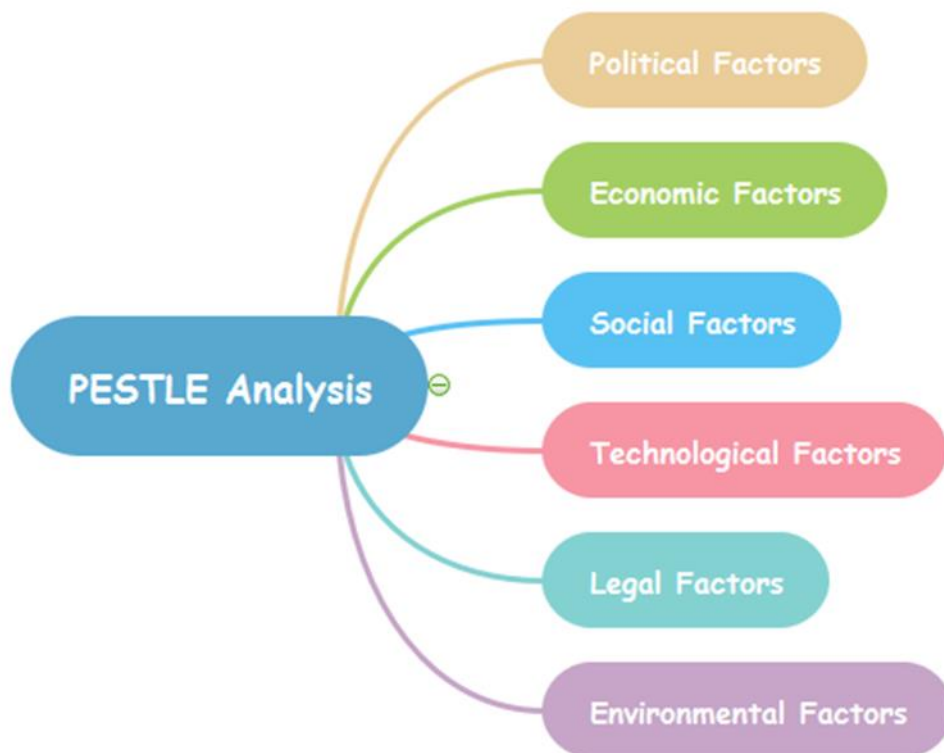 Political Factors
Economic Factors
Social Factors
PESTLE Analysis
Technological Factors
Legal Factors
Environmental Factors